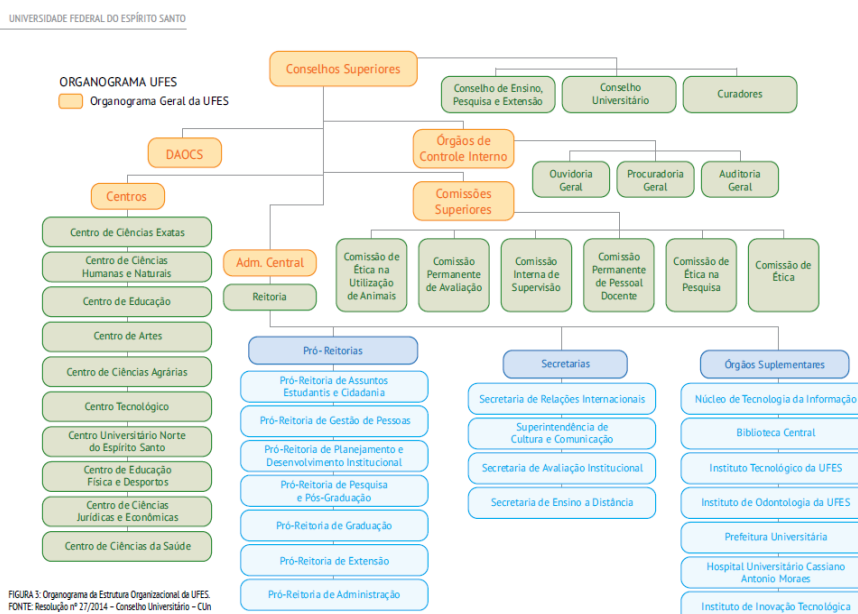 UNIVERSIDADE FEDERAL DO ESPÍRITO SANTO
ORGANOGRAMA UFES
Organograma Geral da UFES
Conselhos Superiores
Conselho de Ensino,
Pesquisa e Extensão
Conselho
Universitário
Curadores
DAOCS
Órgãos de
Controle Interno
Ouvidoria
Geral
Procuradoria
Geral
Auditoria
Geral
Centros
Comissões
Superiores
Centro de Ciências Exatas
Centro de Ciências
Humanas e Naturais
Centro de Educação
Centro de Artes
Centro de Ciências Agrárias
Centro Tecnológico
Centro Universitário Norte
do Espírito Santo
Centro de Educação
Física e Desportos
Centro de Ciências
Jurídicas e Econômicas
Centro de Ciências da Saúde
Adm. Central
Reitoria
Comissão de
Ética na
Utilização
de Animais
Comissão
Permanente
de Avaliação
Comissão
Interna de
Supervisão
Comissão
Permanente
de Pessoal
Docente
Comissão de
Ética na
Pesquisa
Comissão de
Ética
Pró-Reitorias
Pró-Reitoria de Assuntos
Estudantis e Cidadania
Pró-Reitoria de Gestão de Pessoas
Pró-Reitoria de Planejamento e
Desenvolvimento Institucional
Pró-Reitoria de Pesquisa
e Pós-Graduação
Pró-Reitoria de Graduação
Pró-Reitoria de Extensão
Pró-Reitoria de Administração
Secretarias
Secretaria de Relações Internacionais
Superintendência de
Cultura e Comunicação
Secretaria de Avaliação Institucional
Secretaria de Ensino a Distância
Órgãos Suplementares
Núcleo de Tecnologia da Informação
Biblioteca Central
Instituto Tecnológico da UFES
Instituto de Odontologia da UFES
Prefeitura Universitária
Hospital Universitário Cassiano
Antonio Moraes
Instituto de Inovação Tecnológica
FIGURA 3: Organograma da Estrutura Organizacional da UFES.
FONTE: Resolução nº 27/2014 – Conselho Universitário – CUn